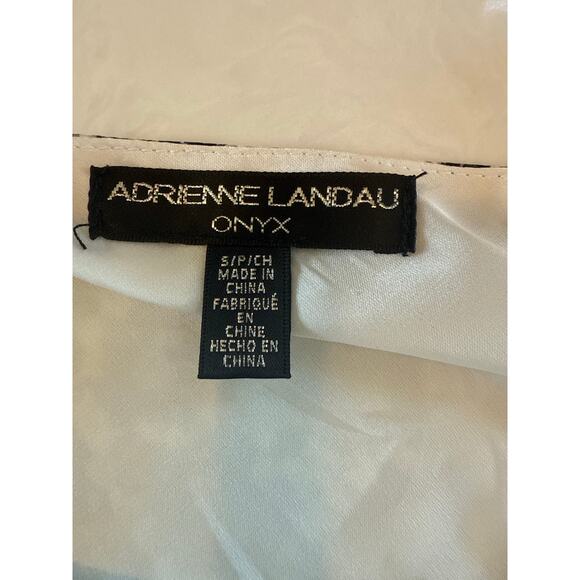 ADRIENNE LANDAU
ONYX
S/P/CH
MADE IN
CHINA
FABRIQUÉ
EN
CHINE
HECHO EN
CHINA